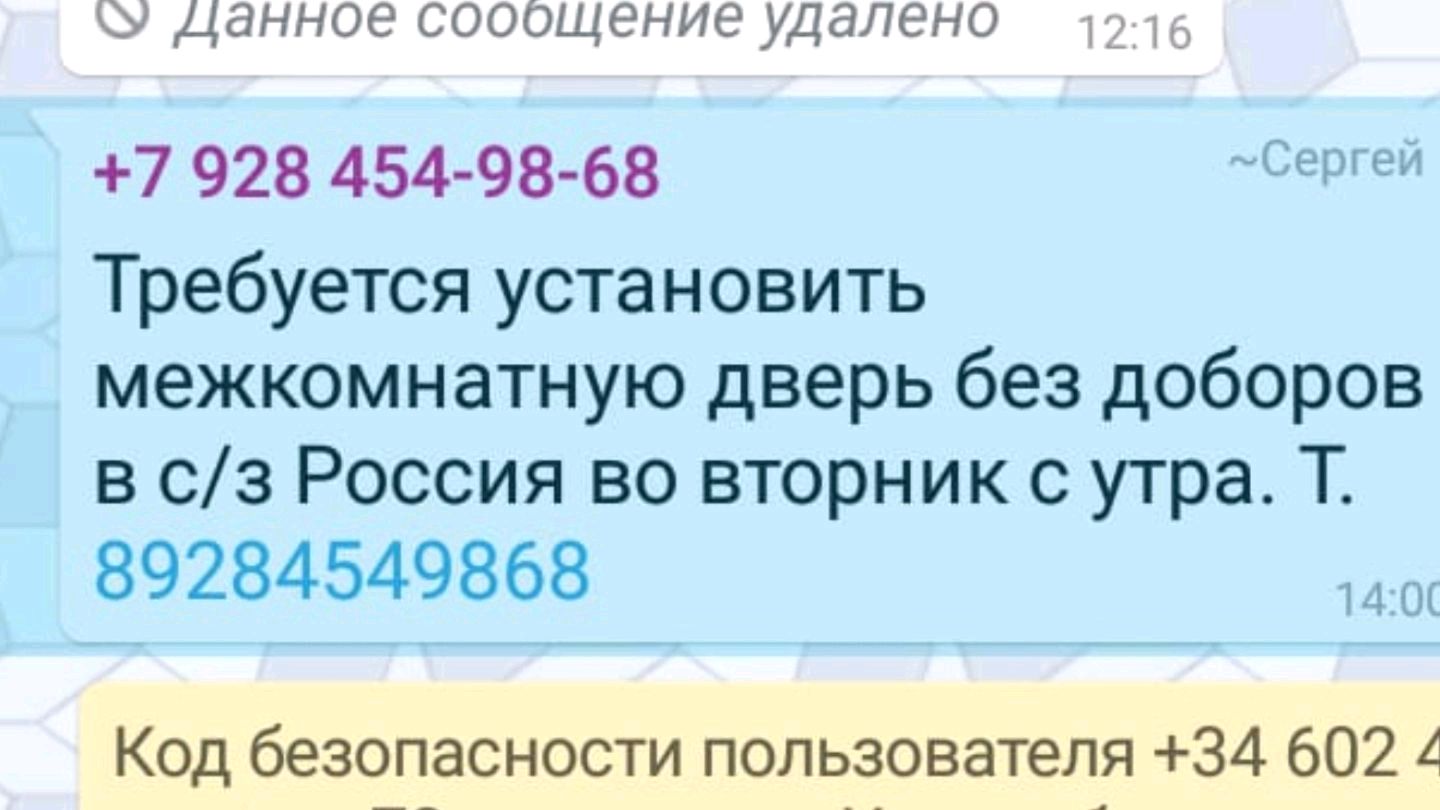 Данное сообщение удалено 12:16
+7 928 454-98-68 ~Сергей
Требуется установить
межкомнатную дверь без доборов
в с/з Россия во вторник с утра. Т.
89284549868
14:00
Код безопасности пользователя +34 602 4